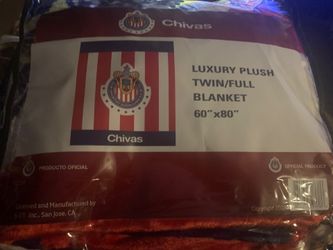 Chivas
LUXURY PLUSH
TWIN/FULL
BLANKET
60"x80"
Chivas
PRODUCTO OFICIAL
OFFICIAL PRODUCT
Licensed and Manufactured by
Inc., San Jose, CA
Copyright